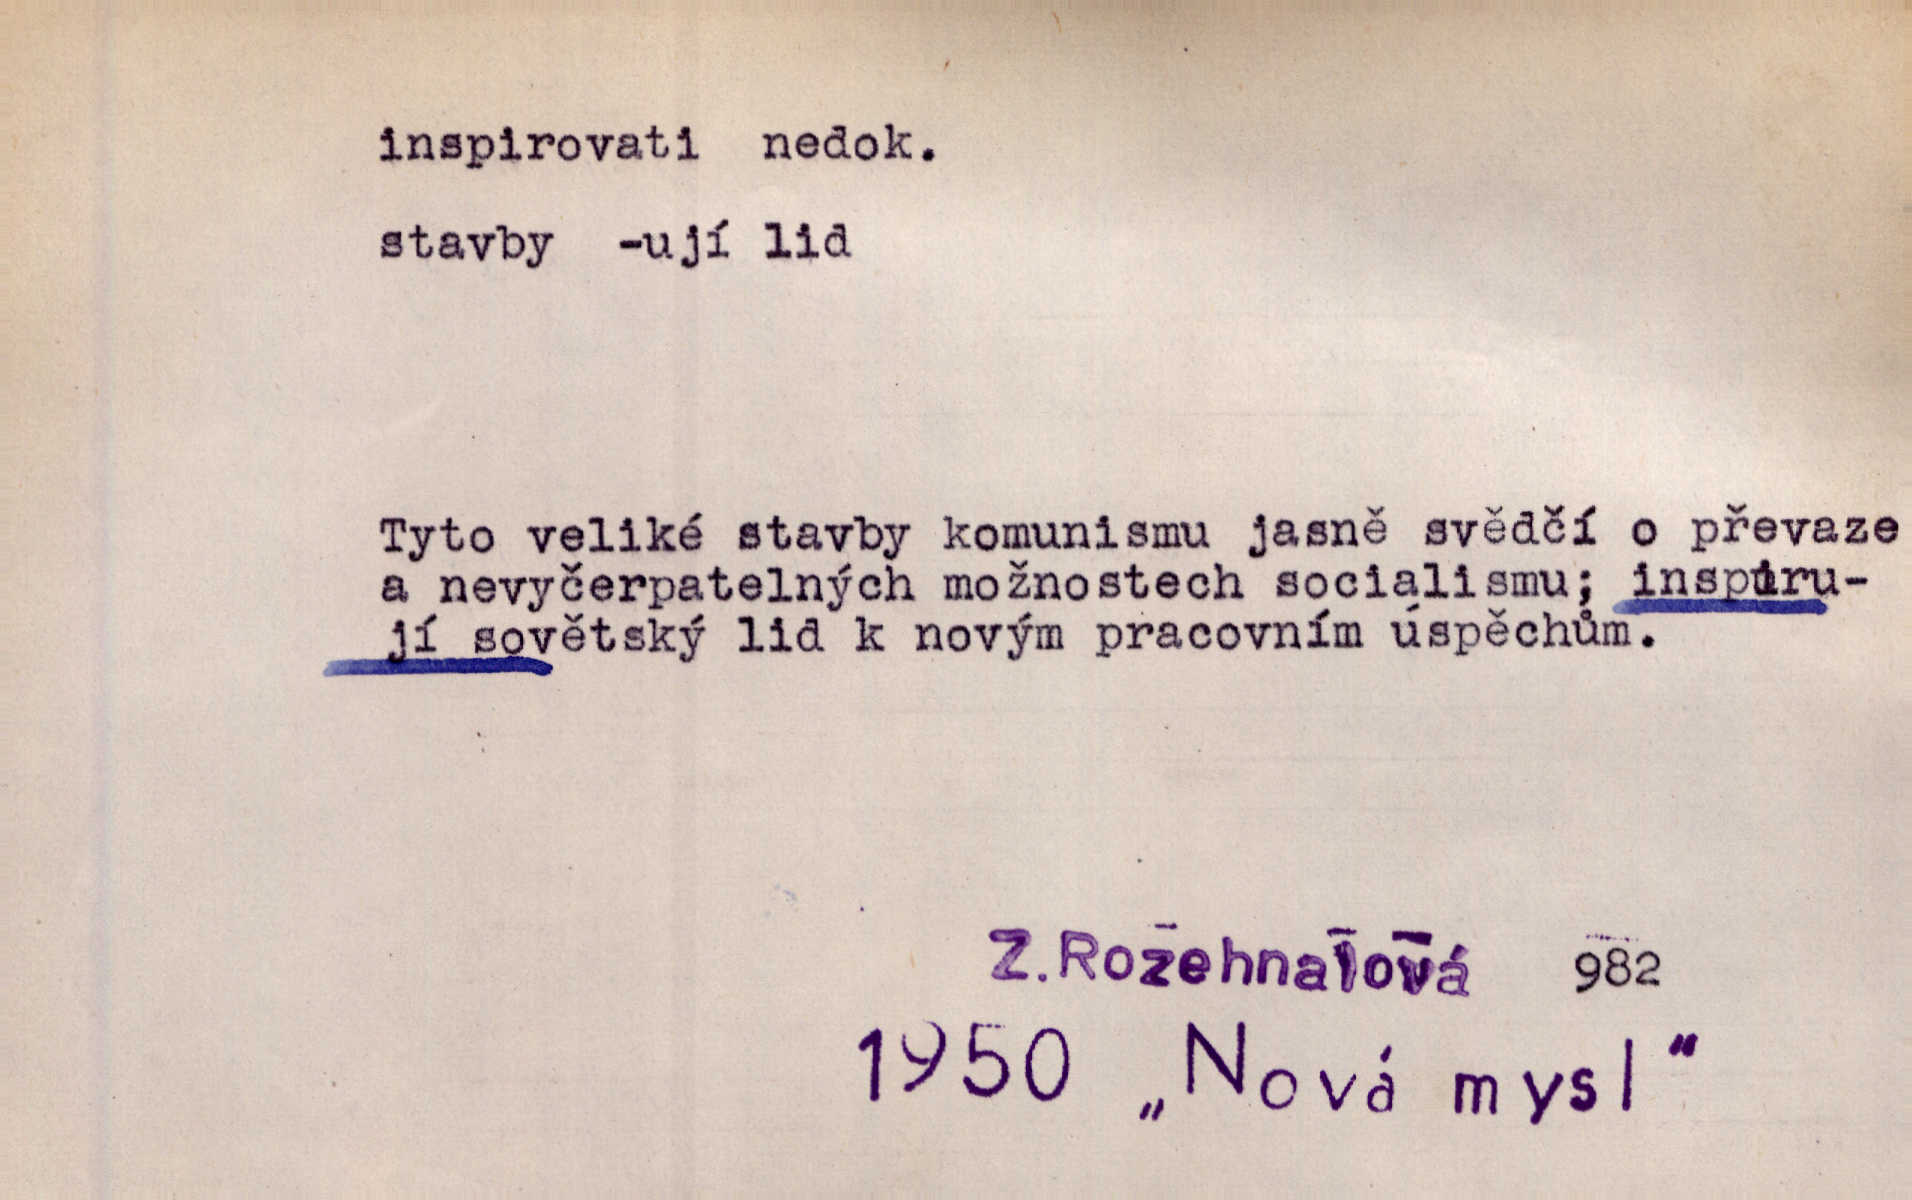 inspirovati nedok.
stavby -ují lid
Tyto veliké stavby komunismu jasně svědčí o převaze
a nevyčerpatelných možnostech socialismu; inspiru-
jí sovětský lid k novým pracovním úspěchům.
Z. Rožehnalová 982
1950 „Nová mysl“